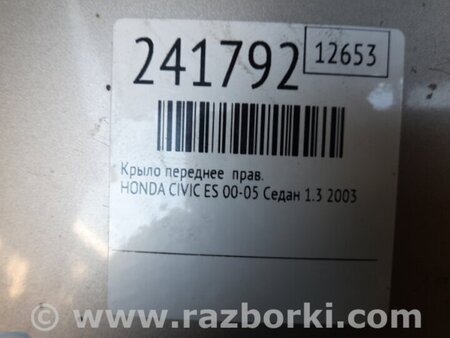 241792
12653
Крыло переднее прав.
HONDA CIVIC ES 00-05 Седан 1.3 2003
© www.razborki.com